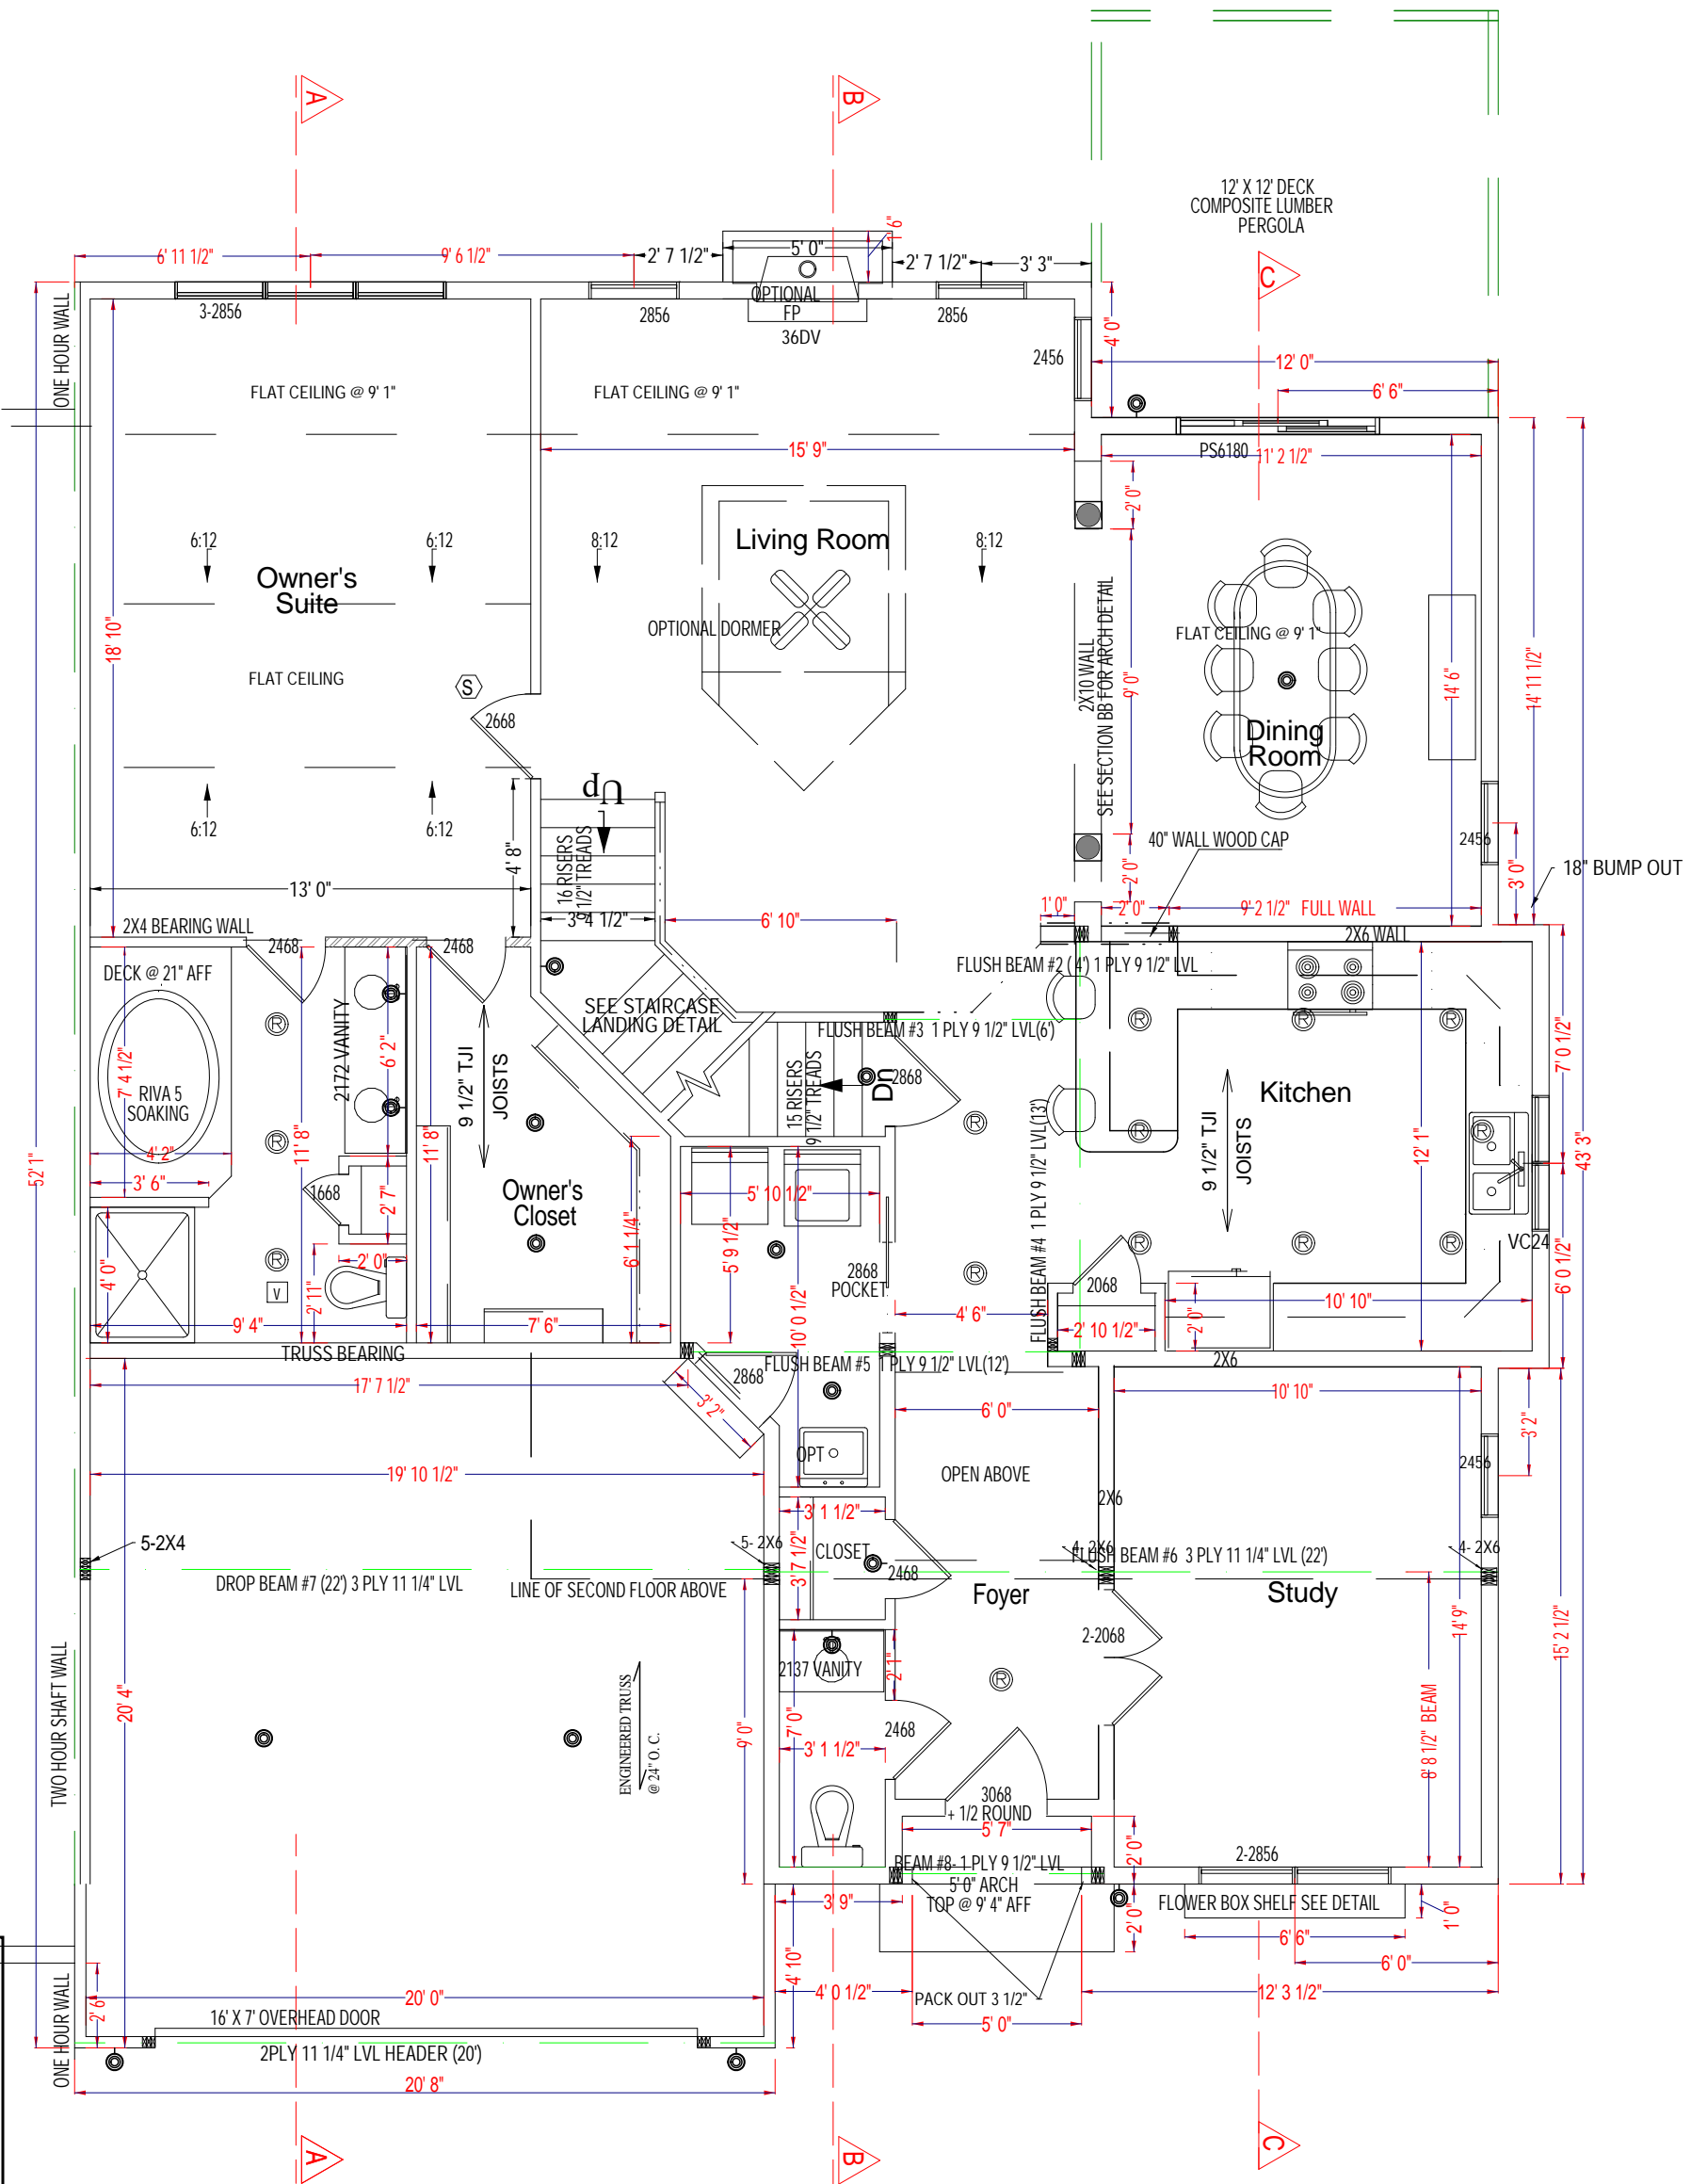 A
B
12' X 12' DECK
COMPOSITE LUMBER
PERGOLA
C
6' 11 1/2"
9' 6 1/2"
2' 7 1/2"
5' 0"
1' 6"
2' 7 1/2"
3' 3"
ONE HOUR WALL
3-2856
2856
OPTIONAL
FP
36DV
2856
2456
4' 0"
12' 0"
6' 6"
FLAT CEILING @ 9' 1"
FLAT CEILING @ 9' 1"
15' 9"
PS6180
11' 2 1/2"
2' 0"
6:12
6:12
8:12
8:12
Living Room
Owner's
Suite
OPTIONAL DORMER
18' 10"
FLAT CEILING
S
2668
2X10 WALL
SEE SECTION BB FOR ARCH DETAIL
9' 0"
FLAT CEILING @ 9' 1"
14' 6"
14' 11 1/2"
Dining
Room
6:12
6:12
Up
16 RISERS
9 1/2" TREADS
4' 8"
13' 0"
3' 4 1/2"
6' 10"
40" WALL WOOD CAP
2456
3' 0"
18" BUMP OUT
2' 0"
1' 0"
2' 0"
9' 2 1/2" FULL WALL
2X4 BEARING WALL
2468
2468
2X6 WALL
DECK @ 21" AFF
FLUSH BEAM #2 ( 4') 1 PLY 9 1/2" LVL
SEE STAIRCASE
LANDING DETAIL
FLUSH BEAM #3 1 PLY 9 1/2" LVL(6')
R
R
R
R
2172 VANITY
6' 2"
9 1/2" TJI
JOISTS
7' 4 1/2"
RIVA 5
SOAKING
15 RISERS
9 1/2" TREADS
Dn
2868
R
Kitchen
7' 0 1/2"
52' 1"
43' 3"
R
11' 8"
11' 8"
4' 2"
3' 6"
1668
2' 7"
Owner's
Closet
5' 10 1/2"
5' 9 1/2"
6' 1 1/4"
FLUSH BEAM #4 1 PLY 9 1/2" LVL(13')
R
9 1/2" TJI
JOISTS
12' 1"
R
VC24
R
V
4' 0"
2' 0"
2' 11"
2868
POCKET
R
R
R
R
2068
6' 0 1/2"
9' 4"
7' 6"
10' 0 1/2"
4' 6"
2' 10 1/2"
2' 0"
10' 10"
TRUSS BEARING
2X6
17' 7 1/2"
2868
3' 2"
FLUSH BEAM #5 1 PLY 9 1/2" LVL(12')
6' 0"
10' 10"
3' 2"
19' 10 1/2"
OPT
OPEN ABOVE
2456
2X6
3' 1 1/2"
5-2X4
5- 2X6
CLOSET
3' 7 1/2"
2468
4- 2X6
FLUSH BEAM #6 3 PLY 11 1/4" LVL (22')
4- 2X6
DROP BEAM #7 (22') 3 PLY 11 1/4" LVL
LINE OF SECOND FLOOR ABOVE
Foyer
Study
2-2068
14' 9"
15' 2 1/2"
TWO HOUR SHAFT WALL
20' 4"
ENGINEERED TRUSS
@ 24" O. C.
9' 0"
2137 VANITY
2' 1"
R
7' 0"
2468
3' 1 1/2"
8' 8 1/2" BEAM
3068
+ 1/2 ROUND
5' 7"
2' 0"
2-2856
BEAM #8- 1 PLY 9 1/2" LVL
5' 0" ARCH
TOP @ 9' 4" AFF
3' 9"
2' 0"
FLOWER BOX SHELF SEE DETAIL
1' 0"
6' 6"
6' 0"
4' 10"
4' 0 1/2"
PACK OUT 3 1/2"
5' 0"
12' 3 1/2"
ONE HOUR WALL
2' 6"
20' 0"
16' X 7' OVERHEAD DOOR
2PLY 11 1/4" LVL HEADER (20')
20' 8"
A
B
C